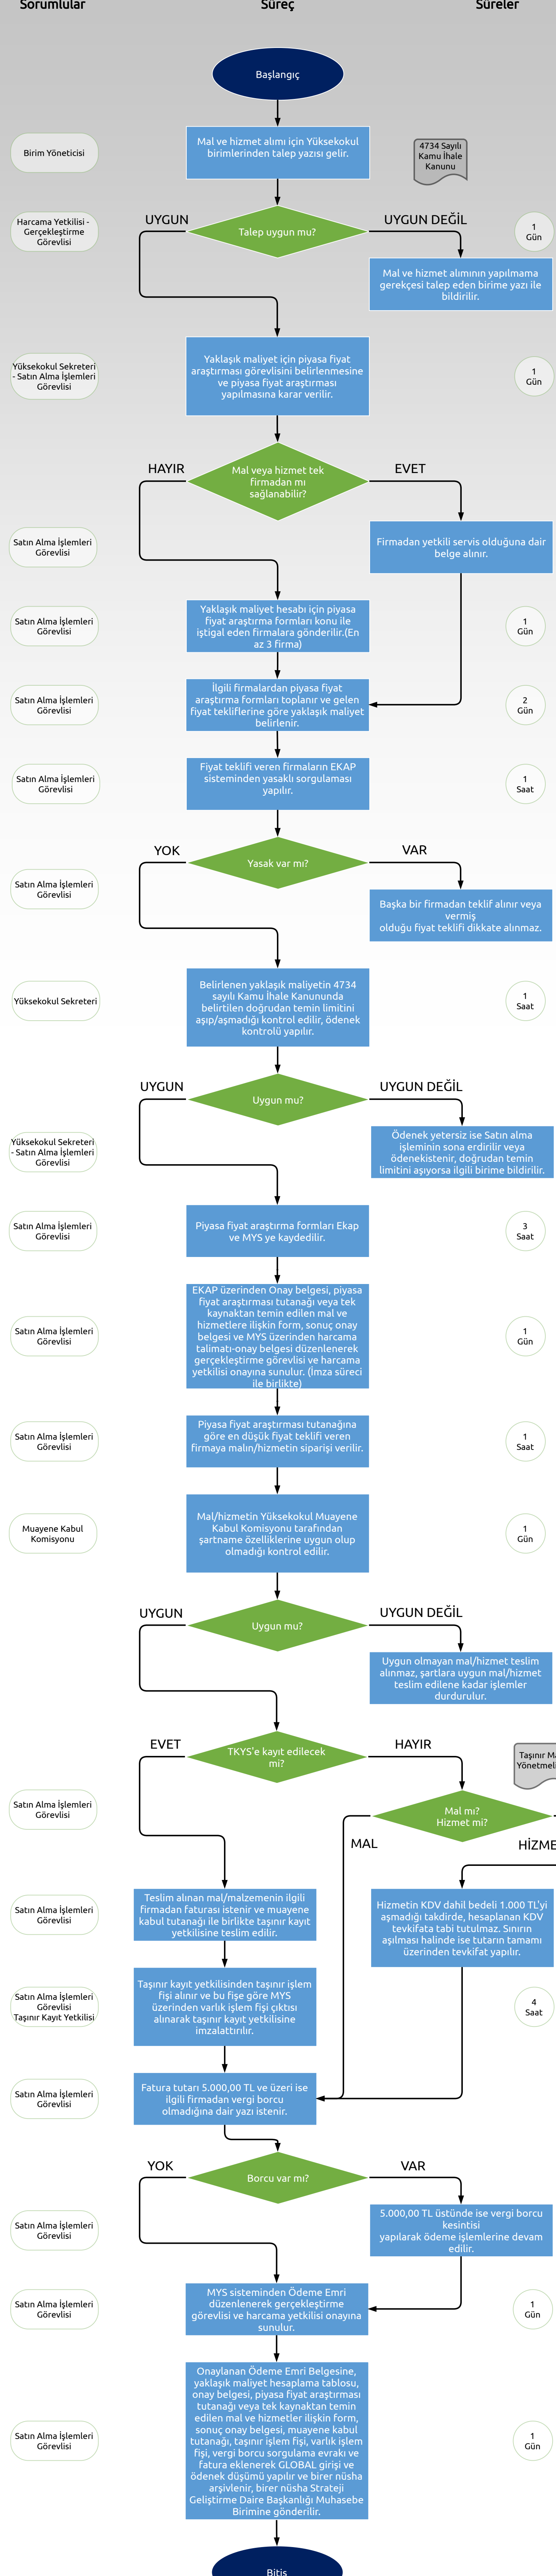 Sorumlular
Süreç
Süreler
Başlangıç
Birim Yöneticisi
Mal ve hizmet alımı için Yüksekokul
birimlerinden talep yazısı gelir.
4734 Sayılı
Kamu İhale
Kanunu
Harcama Yetkilisi -
Gerçekleştirme
Görevlisi
UYGUN
Talep uygun mu?
UYGUN DEĞİL
1
Gün
Mal ve hizmet alımının yapılmama
gerekçesi talep eden birime yazı ile
bildirilir.
Yüksekokul Sekreteri
- Satın Alma İşlemleri
Görevlisi
Yaklaşık maliyet için piyasa fiyat
araştırması görevlisini belirlenmesine
ve piyasa fiyat araştırması
yapılmasına karar verilir.
1
Gün
HAYIR
Mal veya hizmet tek
firmadan mı
sağlanabilir?
EVET
Satın Alma İşlemleri
Görevlisi
Firmadan yetkili servis olduğuna dair
belge alınır.
Satın Alma İşlemleri
Görevlisi
Yaklaşık maliyet hesabı için piyasa
fiyat araştırma formları konu ile
iştigal eden firmalara gönderilir.(En
az 3 firma)
1
Gün
Satın Alma İşlemleri
Görevlisi
İlgili firmalardan piyasa fiyat
araştırma formları toplanır ve gelen
fiyat tekliflerine göre yaklaşık maliyet
belirlenir.
2
Gün
Satın Alma İşlemleri
Görevlisi
Fiyat teklifi veren firmaların EKAP
sisteminden yasaklı sorgulaması
yapılır.
1
Saat
YOK
Yasak var mı?
VAR
Satın Alma İşlemleri
Görevlisi
Başka bir firmadan teklif alınır veya
vermiş
olduğu fiyat teklifi dikkate alınmaz.
Yüksekokul Sekreteri
Belirlenen yaklaşık maliyetin 4734
sayılı Kamu İhale Kanununda
belirtilen doğrudan temin limitini
aşıp/aşmadığı kontrol edilir, ödenek
kontrolü yapılır.
1
Saat
UYGUN
Uygun mu?
UYGUN DEĞİL
Yüksekokul Sekreteri
- Satın Alma İşlemleri
Görevlisi
Ödenek yetersiz ise Satın alma
işleminin sona erdirilir veya
ödenekistenir, doğrudan temin
limitini aşıyorsa ilgili birime bildirilir.
Satın Alma İşlemleri
Görevlisi
Piyasa fiyat araştırma formları Ekap
ve MYS ye kaydedilir.
3
Saat
Satın Alma İşlemleri
Görevlisi
EKAP üzerinden Onay belgesi, piyasa
fiyat araştırması tutanağı veya tek
kaynaktan temin edilen mal ve
hizmetlere ilişkin form, sonuç onay
belgesi ve MYS üzerinden harcama
talimatı-onay belgesi düzenlenerek
gerçekleştirme görevlisi ve harcama
yetkilisi onayına sunulur. (İmza süreci
ile birlikte)
1
Gün
Satın Alma İşlemleri
Görevlisi
Piyasa fiyat araştırması tutanağına
göre en düşük fiyat teklifi veren
firmaya malın/hizmetin siparişi verilir.
1
Saat
Muayene Kabul
Komisyonu
Mal/hizmetin Yüksekokul Muayene
Kabul Komisyonu tarafından
şartname özelliklerine uygun olup
olmadığı kontrol edilir.
1
Gün
UYGUN
Uygun mu?
UYGUN DEĞİL
Uygun olmayan mal/hizmet teslim
alınmaz, şartlara uygun mal/hizmet
teslim edilene kadar işlemler
durdurulur.
EVET
TKYS'e kayıt edilecek
mi?
HAYIR
Taşınır Ma
Yönetmeli
Satın Alma İşlemleri
Görevlisi
Mal mı?
Hizmet mi?
MAL
HİZME
Satın Alma İşlemleri
Görevlisi
Teslim alınan mal/malzemenin ilgili
firmadan faturası istenir ve muayene
kabul tutanağı ile birlikte taşınır kayıt
yetkilisine teslim edilir.
Hizmetin KDV dahil bedeli 1.000 TL'yi
aşmadığı takdirde, hesaplanan KDV
tevkifata tabi tutulmaz. Sınırın
aşılması halinde ise tutarın tamamı
üzerinden tevkifat yapılır.
Satın Alma İşlemleri
Görevlisi
Taşınır Kayıt Yetkilisi
Taşınır kayıt yetkilisinden taşınır işlem
fişi alınır ve bu fişe göre MYS
üzerinden varlık işlem fişi çıktısı
alınarak taşınır kayıt yetkilisine
imzalattırılır.
4
Saat
Satın Alma İşlemleri
Görevlisi
Fatura tutarı 5.000,00 TL ve üzeri ise
ilgili firmadan vergi borcu
olmadığına dair yazı istenir.
YOK
Borcu var mı?
VAR
Satın Alma İşlemleri
Görevlisi
5.000,00 TL üstünde ise vergi borcu
kesintisi
yapılarak ödeme işlemlerine devam
edilir.
Satın Alma İşlemleri
Görevlisi
MYS sisteminden Ödeme Emri
düzenlenerek gerçekleştirme
görevlisi ve harcama yetkilisi onayına
sunulur.
1
Gün
Satın Alma İşlemleri
Görevlisi
Onaylanan Ödeme Emri Belgesine,
yaklaşık maliyet hesaplama tablosu,
onay belgesi, piyasa fiyat araştırması
tutanağı veya tek kaynaktan temin
edilen mal ve hizmetler ilişkin form,
sonuç onay belgesi, muayene kabul
tutanağı, taşınır işlem fişi, varlık işlem
fişi, vergi borcu sorgulama evrakı ve
fatura eklenerek GLOBAL girişi ve
ödenek düşümü yapılır ve birer nüsha
arşivlenir, birer nüsha Strateji
Geliştirme Daire Başkanlığı Muhasebe
Birimine gönderilir.
1
Gün
Bitiş